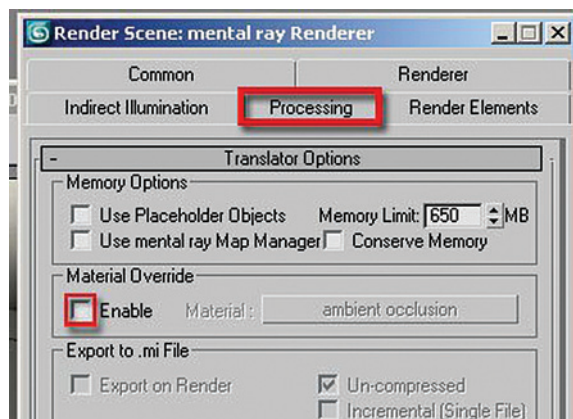 Render Scene: mental ray Renderer
Common Renderer
Indirect Illumination Processing Render Elements
- Translator Options
Memory Options
Use Placeholder Objects Memory Limit: 650 MB
Use mental ray Map Manager Conserve Memory
Material Override
Enable Material : ambient occlusion
Export to .mi File
Export on Render Un-compressed
Incremental (Single File)